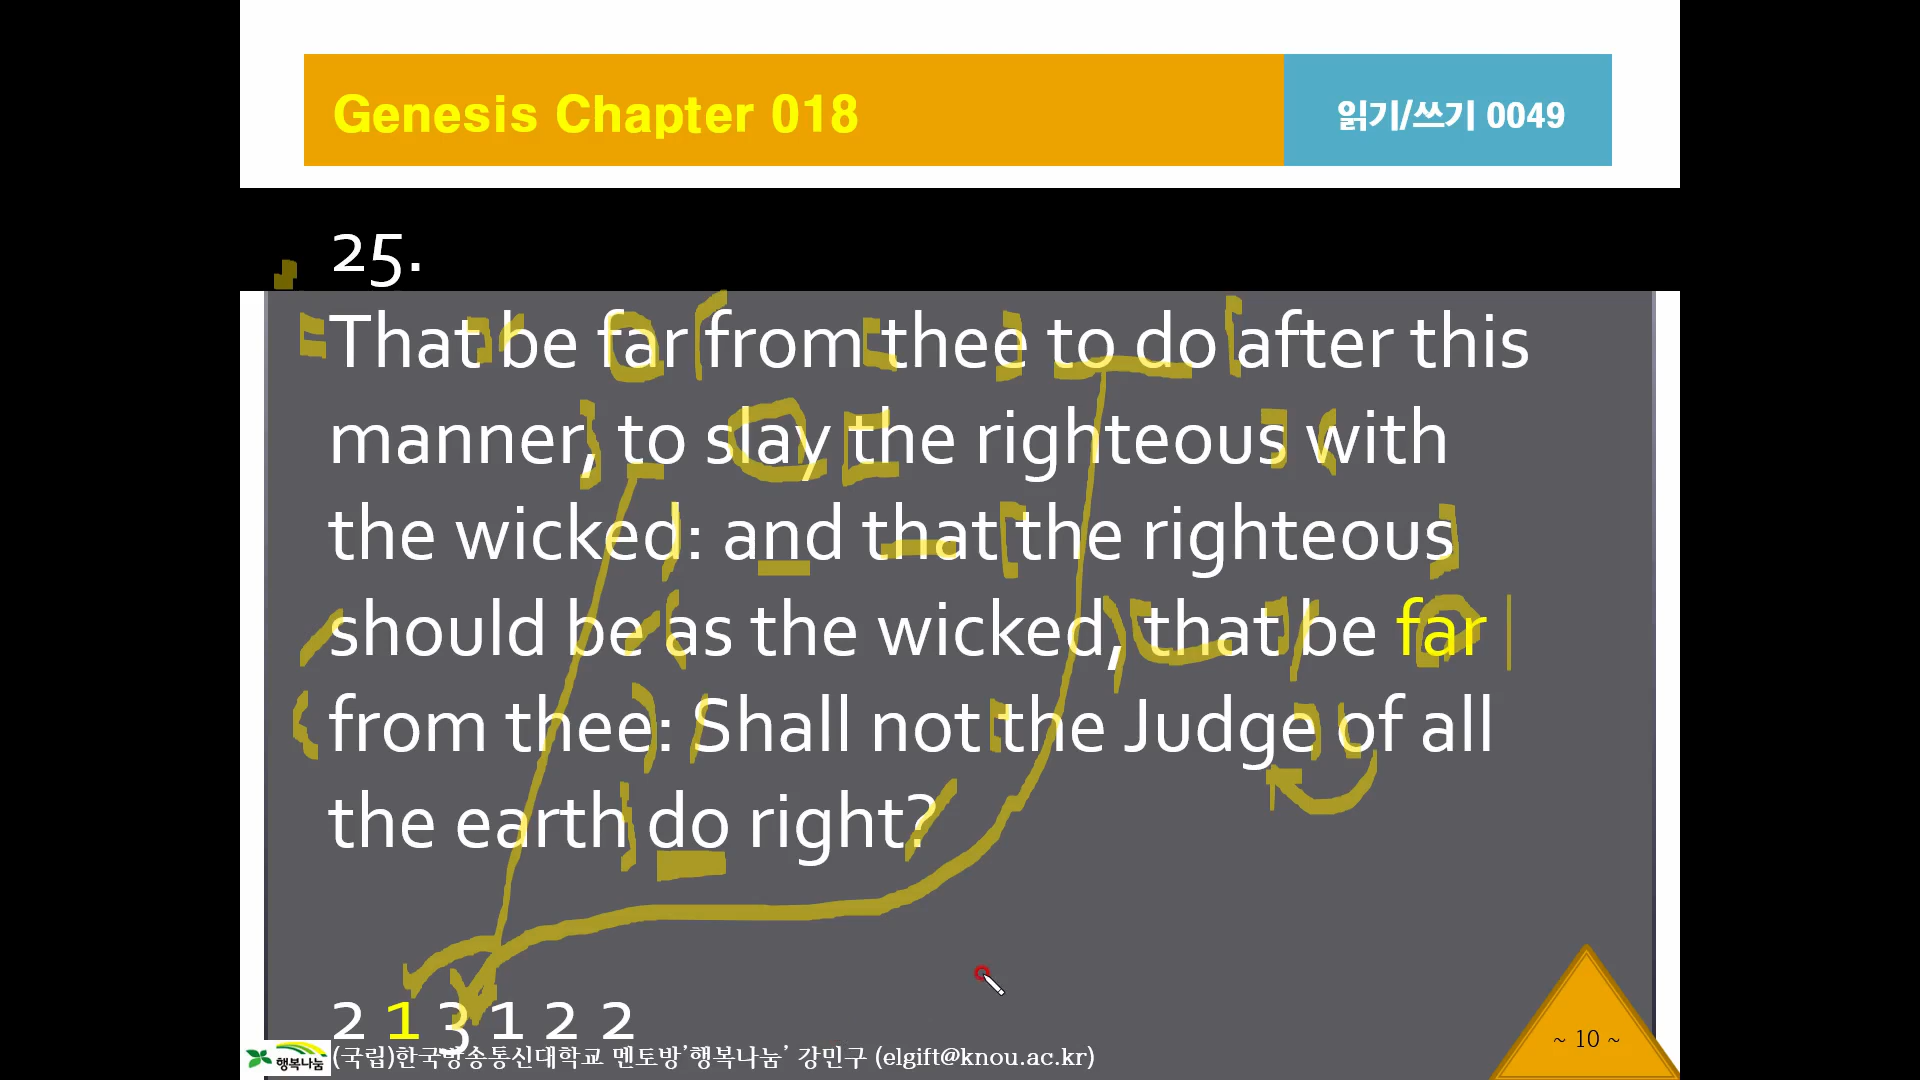 Genesis Chapter 018
읽기/쓰기 0049
25.
That be far from thee to do after this
manner, to slay the righteous with
the wicked: and that the righteous
should be as the wicked, that be far
from thee: Shall not the Judge of all
the earth do right?
2 1 3 1 2 2
~ 10 ~
행복나눔
(국립)한국방송통신대학교 멘토방'행복나눔' 강민구 (elgift@knou.ac.kr)